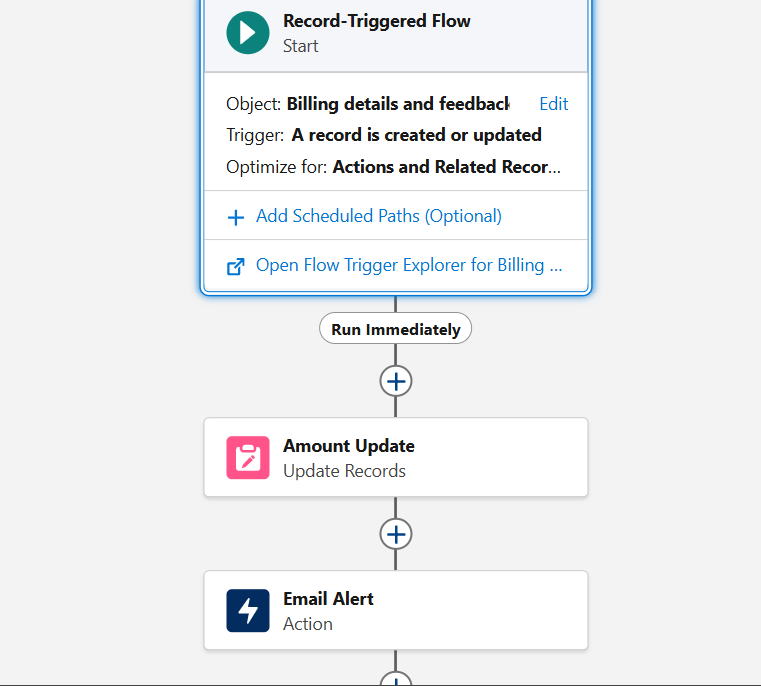 Record-Triggered Flow
Start
Object: Billing details and feedback Edit
Trigger: A record is created or updated
Optimize for: Actions and Related Recor...
Add Scheduled Paths (Optional)
Open Flow Trigger Explorer for Billing ...
Run Immediately
Amount Update
Update Records
Email Alert
Action